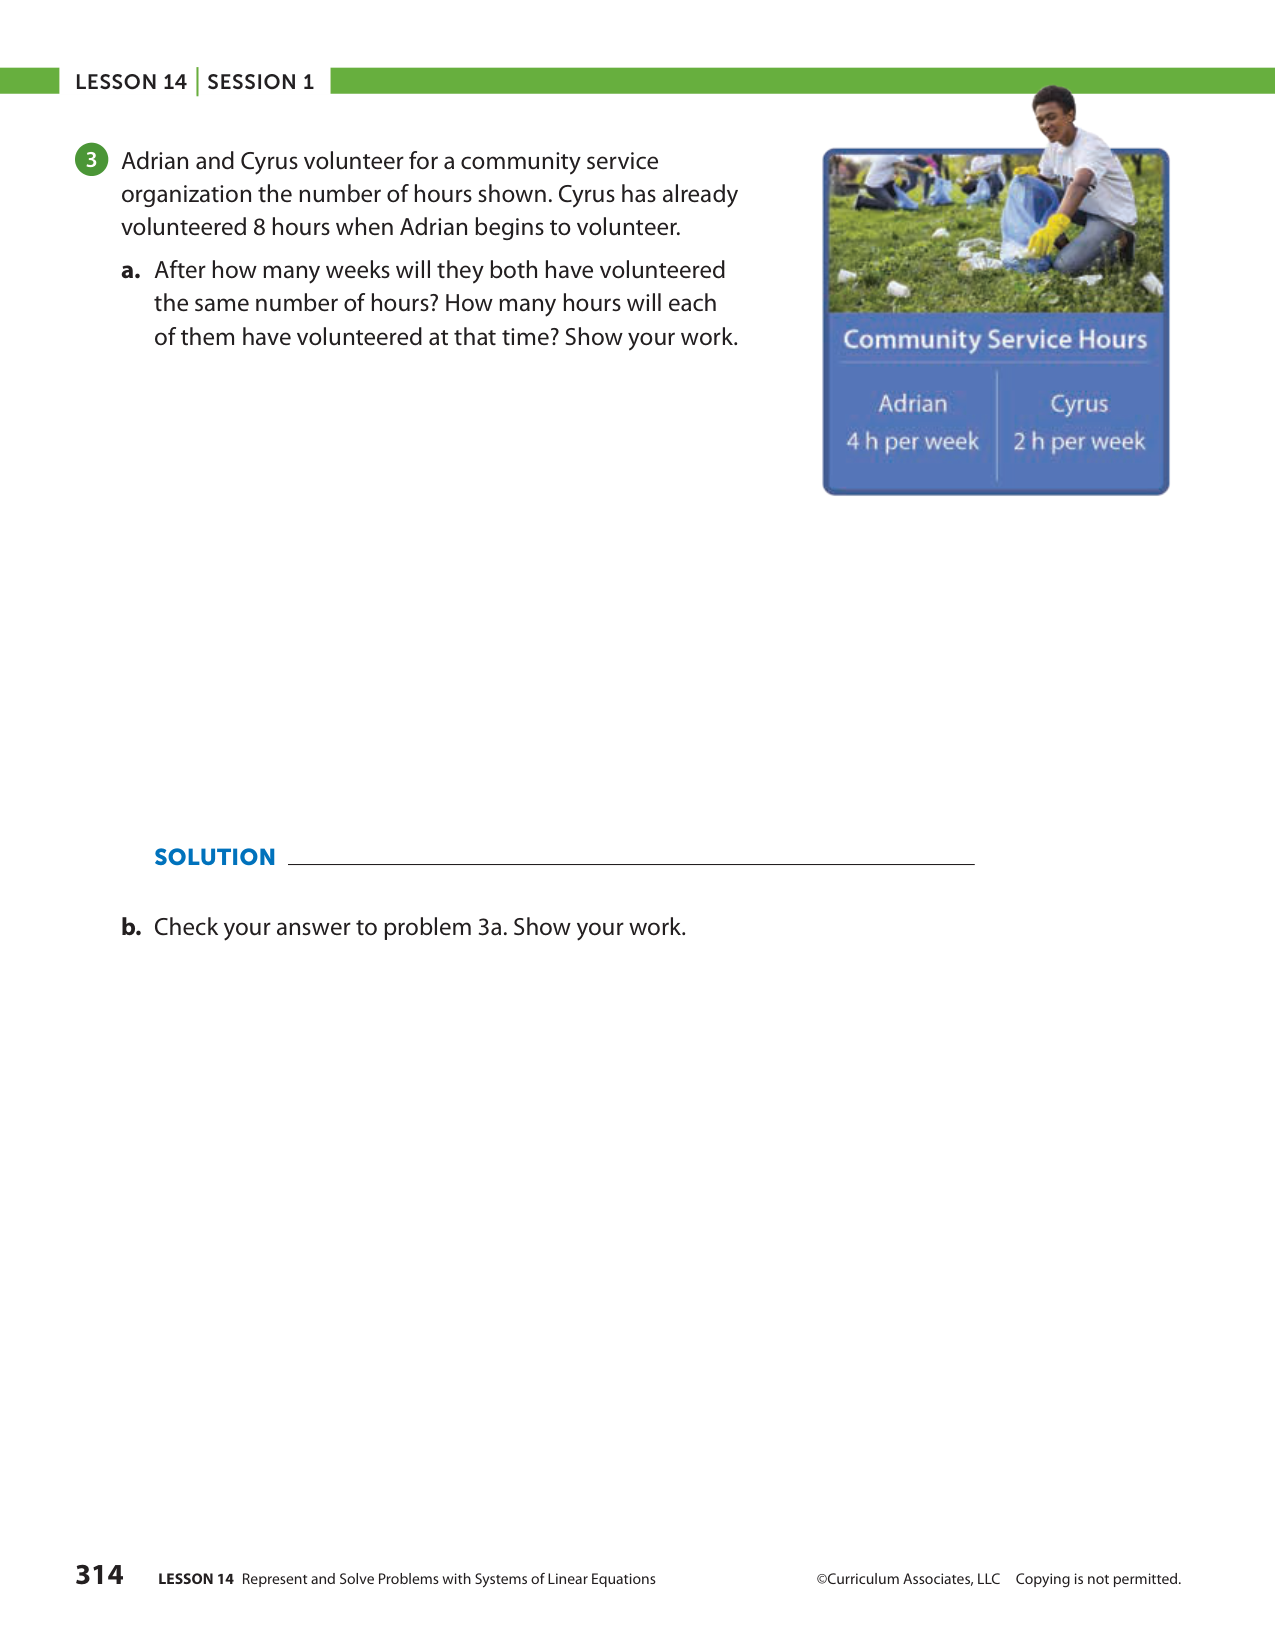 LESSON 14 | SESSION 1
3 Adrian and Cyrus volunteer for a community service
organization the number of hours shown. Cyrus has already
volunteered 8 hours when Adrian begins to volunteer.
a. After how many weeks will they both have volunteered
the same number of hours? How many hours will each
of them have volunteered at that time? Show your work.
Community Service Hours
Adrian
4 h per week
Cyrus
2 h per week
SOLUTION
b. Check your answer to problem 3a. Show your work.
314 LESSON 14 Represent and Solve Problems with Systems of Linear Equations ©Curriculum Associates, LLC Copying is not permitted.